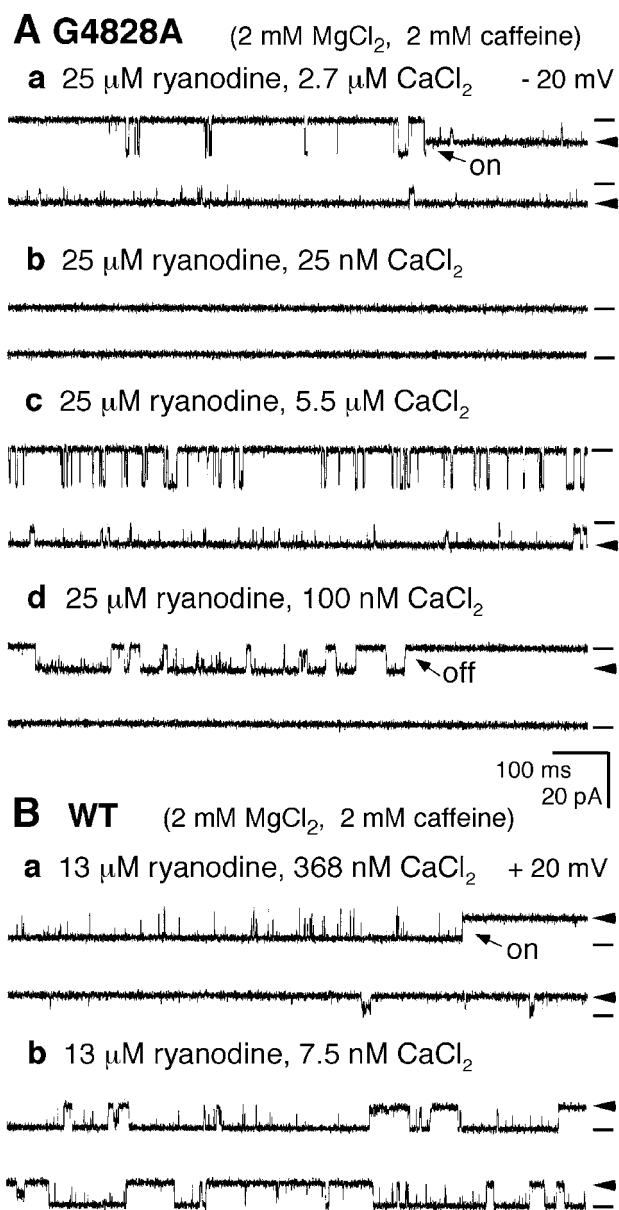 A G4828A (2 mM MgCl₂, 2 mM caffeine)
a 25 μM ryanodine, 2.7 μM CaCl₂ - 20 mV
on
b 25 μM ryanodine, 25 nM CaCl₂
c 25 μM ryanodine, 5.5 μM CaCl₂
d 25 μM ryanodine, 100 nM CaCl₂
off
100 ms
20 pA
B WT (2 mM MgCl₂, 2 mM caffeine)
a 13 μM ryanodine, 368 nM CaCl₂ + 20 mV
on
b 13 μM ryanodine, 7.5 nM CaCl₂